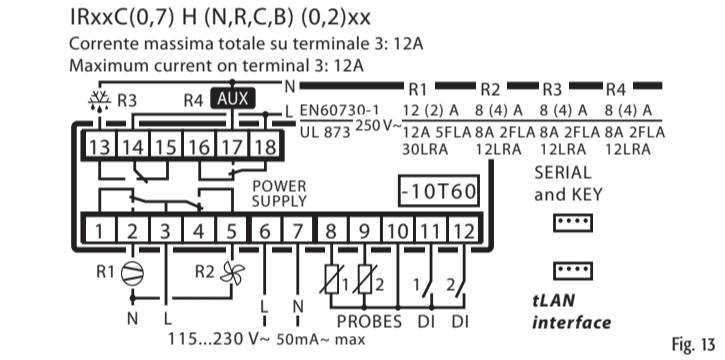 IRxxC(0,7) H (N,R,C,B) (0,2)xx
Corrente massima totale su terminale 3: 12A
Maximum current on terminal 3: 12A
N R1 R2 R3 R4
R3 R4 AUX
L EN60730-1 12 (2) A 8 (4) A 8 (4) A 8 (4) A
UL 873 250 V~ 12A 5FLA 8A 2FLA 8A 2FLA 8A 2FLA
30LRA 12LRA 12LRA 12LRA
13 14 15 16 17 18
POWER
SUPPLY
-10T60
SERIAL
and KEY
1 2 3 4 5 6 7 8 9 10 11 12
R1 R2 1 2 1 2
N L L N PROBES DI DI
115...230 V~ 50mA~ max
tLAN
interface
Fig. 13